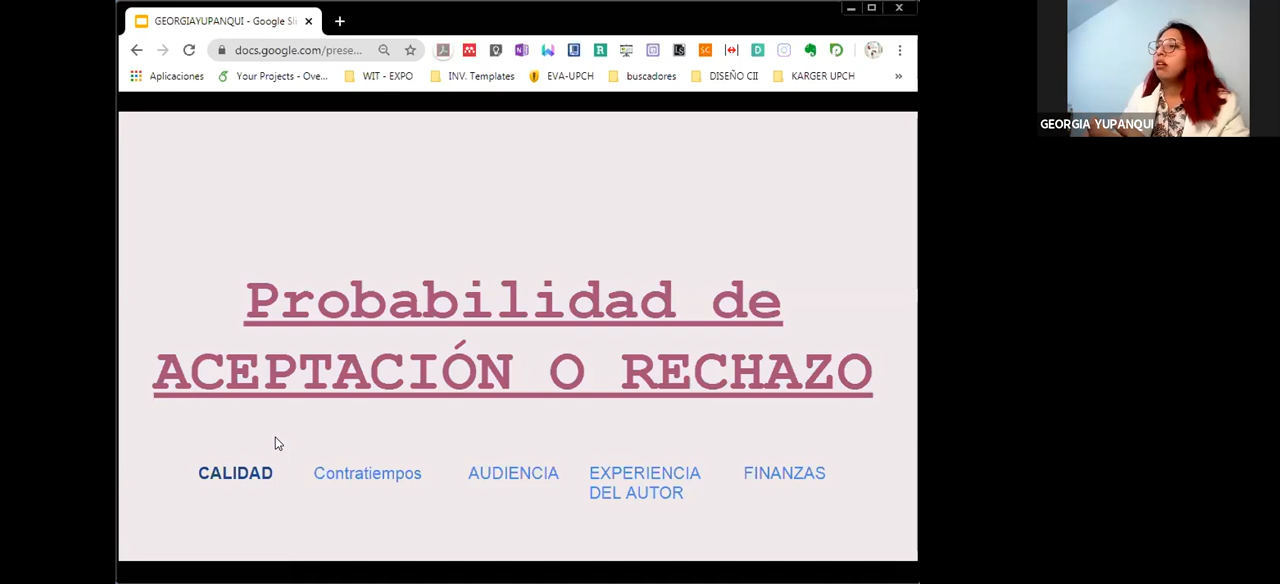 GEORGIAYUPANQUI - Google Sli
docs.google.com/prese...
Aplicaciones
Your Projects - Ove...
WIT - EXPO
INV. Templates
EVA-UPCH
buscadores
DISEÑO CII
KARGER UPCH
»
GEORGIA YUPANQUI
Probabilidad de
ACEPTACIÓN O RECHAZO
CALIDAD
Contratiempos
AUDIENCIA
EXPERIENCIA
DEL AUTOR
FINANZAS